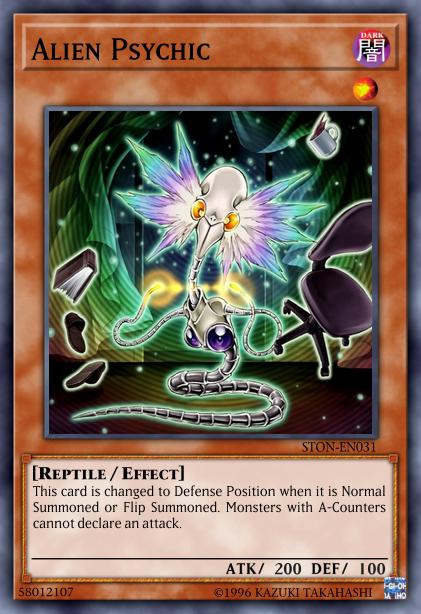 Alien Psychic
DARK
闇
STON-EN031
[Reptile / Effect]
This card is changed to Defense Position when it is Normal
Summoned or Flip Summoned. Monsters with A-Counters
cannot declare an attack.
ATK/ 200 DEF/ 100
58012107
©1996 KAZUKI TAKAHASHI